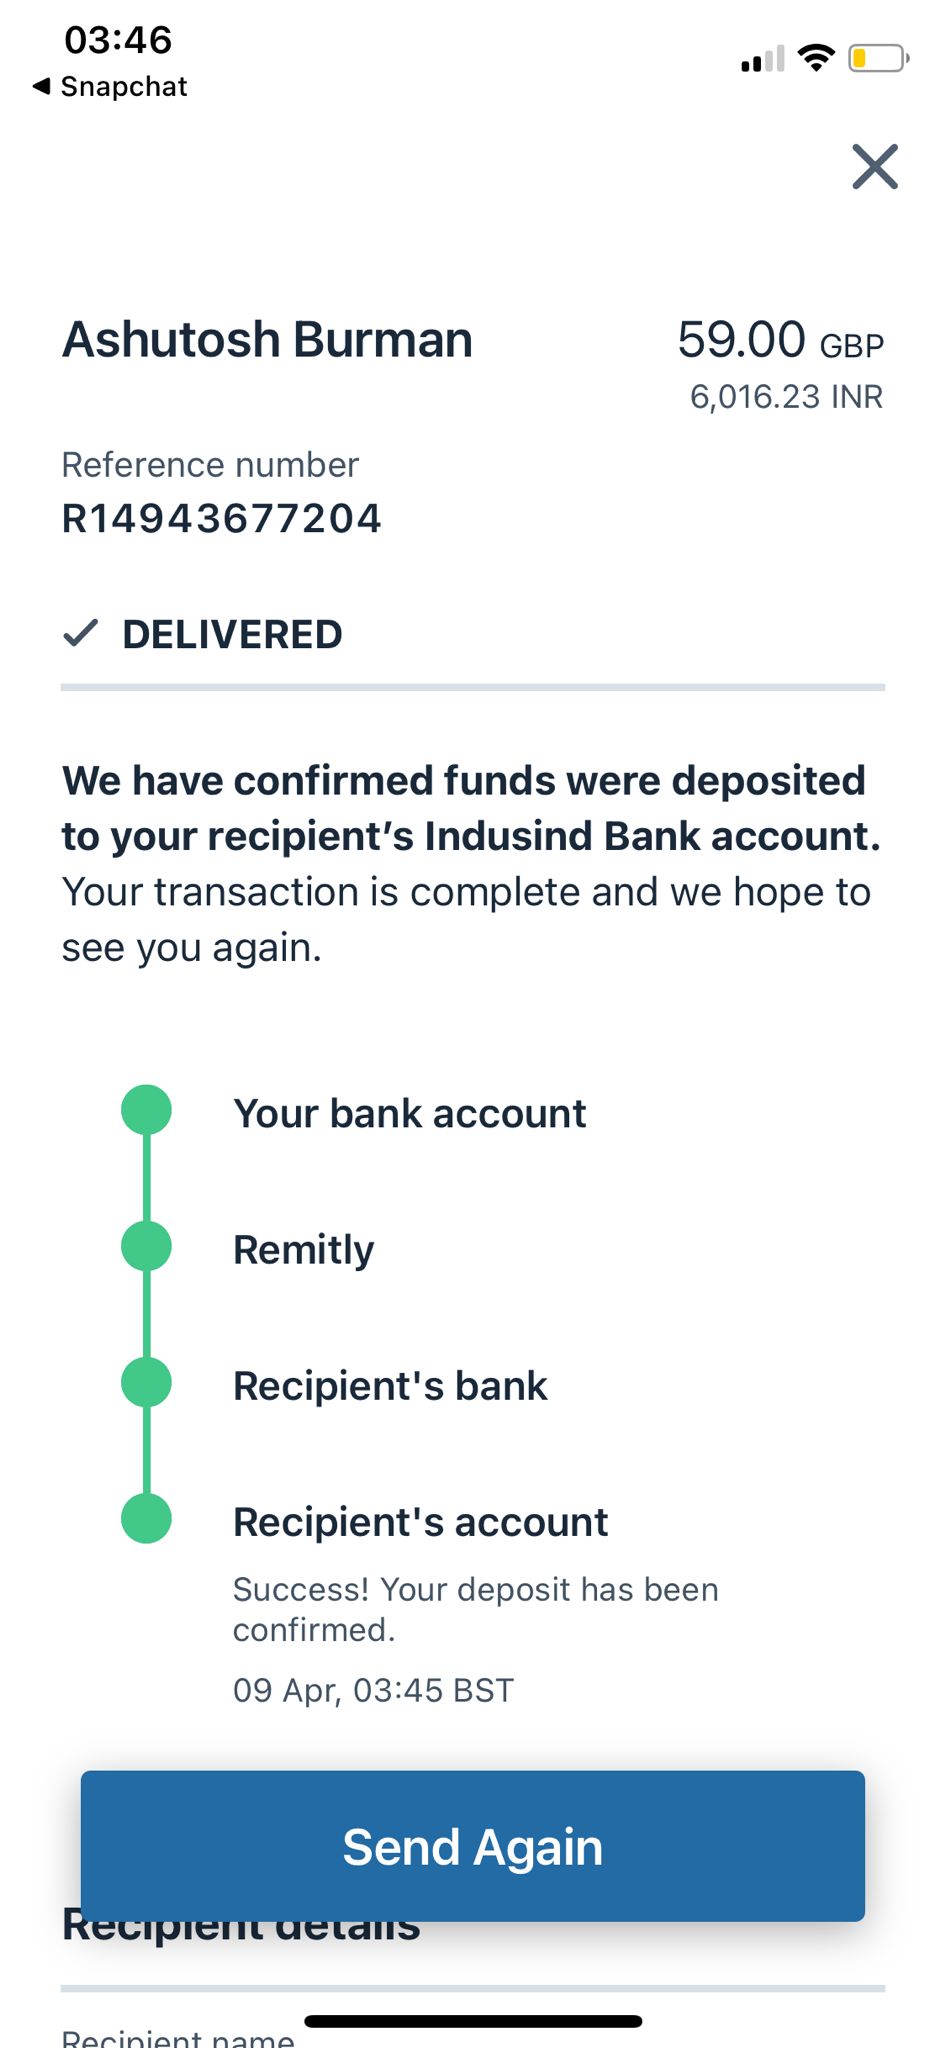 03:46
◀ Snapchat
Ashutosh Burman
59.00 GBP
6,016.23 INR
Reference number
R14943677204
DELIVERED
We have confirmed funds were deposited
to your recipient’s Indusind Bank account.
Your transaction is complete and we hope to
see you again.
Your bank account
Remitly
Recipient's bank
Recipient's account
Success! Your deposit has been
confirmed.
09 Apr, 03:45 BST
Send Again
Recipient details
Recipient name